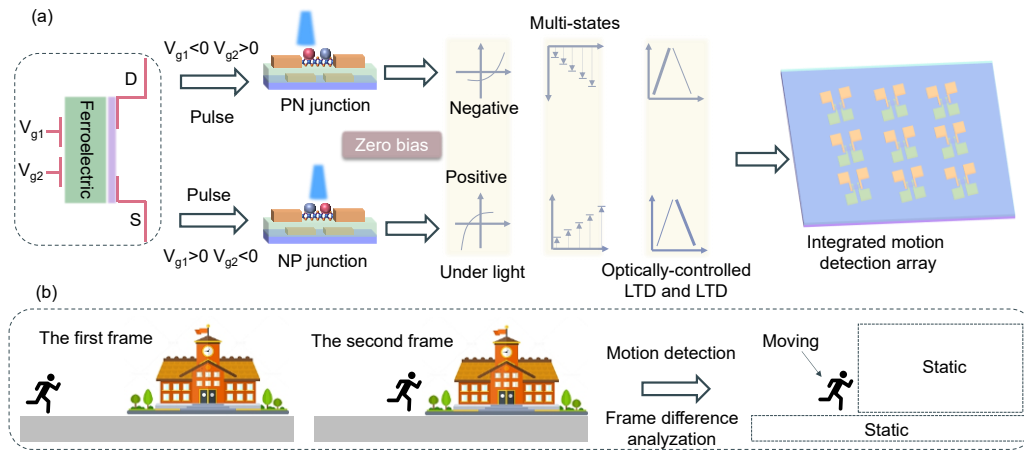 (a)
D
Ferroelectric
Vg1
Vg2
S
Vg1<0 Vg2>0
Pulse
PN junction
Zero bias
Pulse
Vg1>0 Vg2<0
NP junction
Multi-states
Negative
Positive
Under light
Optically-controlled
LTD and LTD
Integrated motion
detection array
(b)
The first frame
The second frame
Motion detection
Frame difference
analyzation
Moving
Static
Static